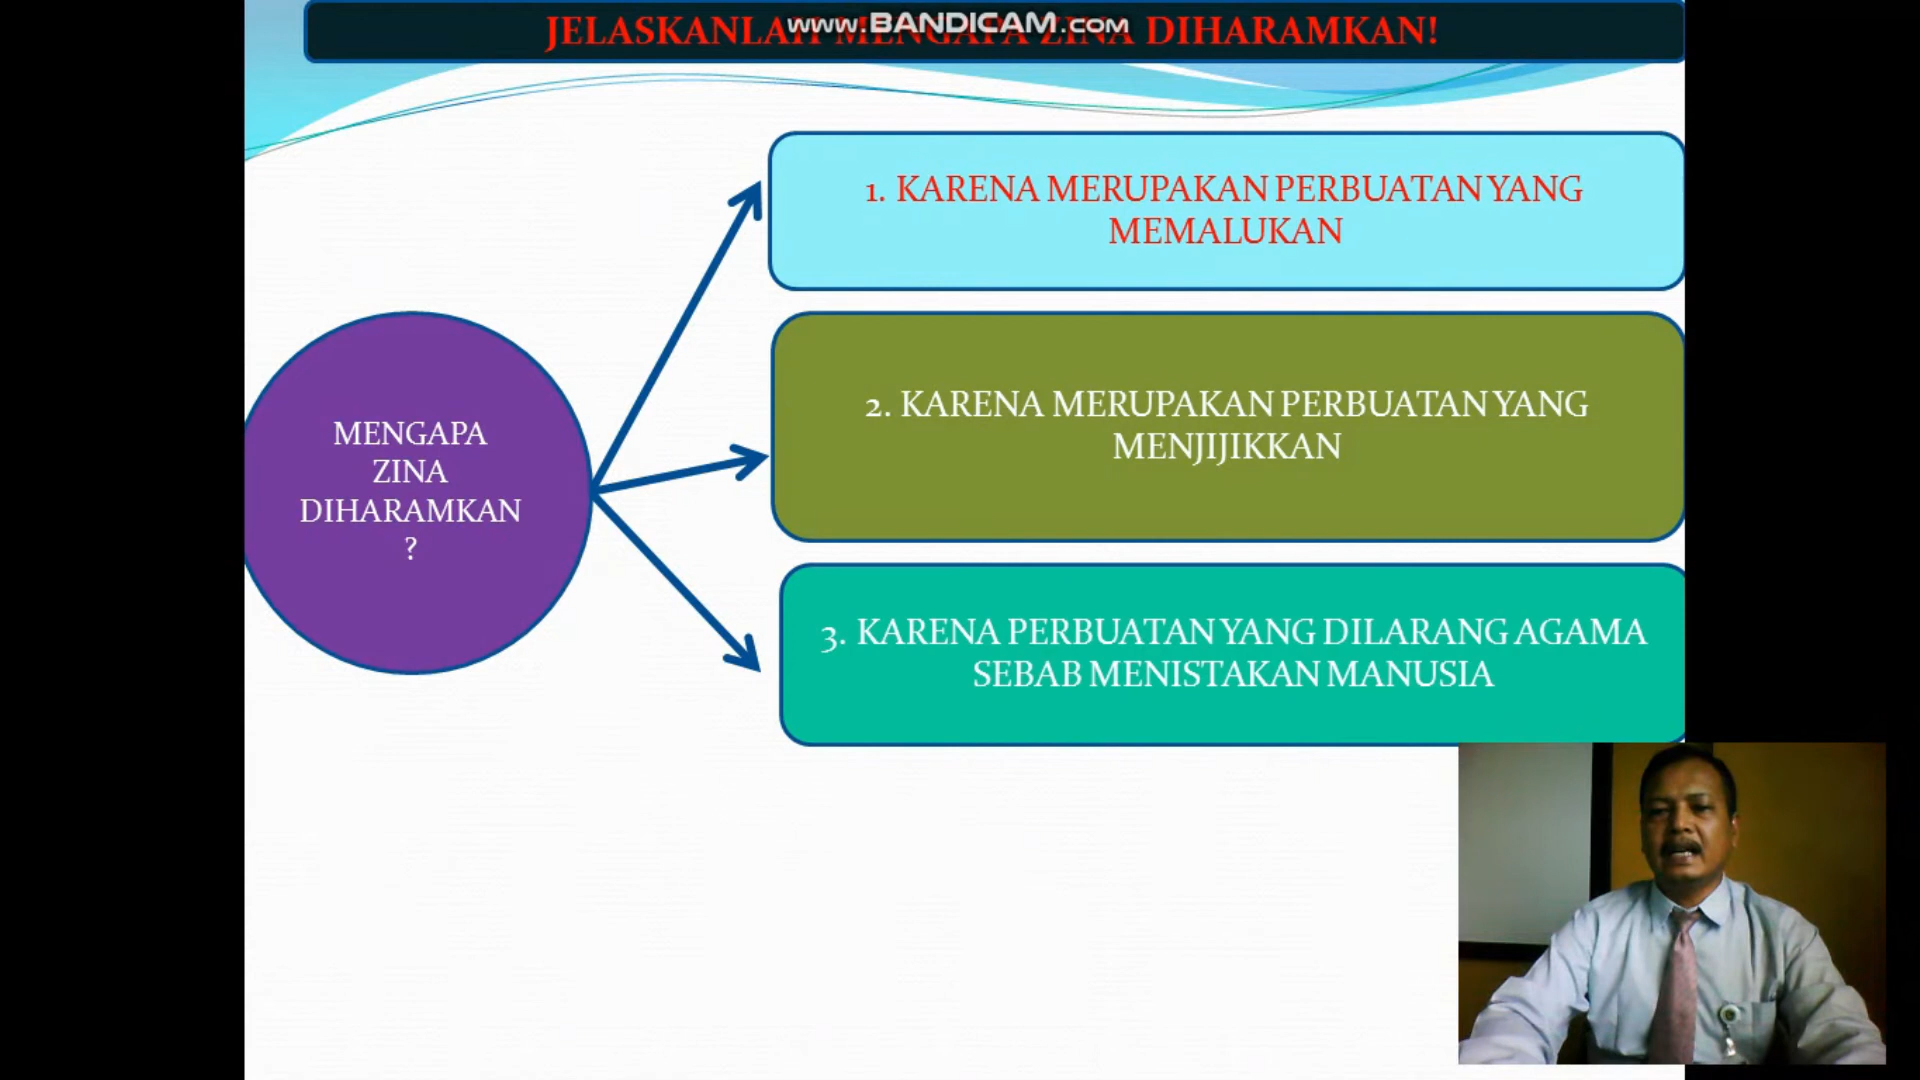 JELASKANLAH MENGAPA ZINA DIHARAMKAN!
www.BANDICAM.com
1. KARENA MERUPAKAN PERBUATAN YANG
MEMALUKAN
MENGAPA
ZINA
DIHARAMKAN
?
2. KARENA MERUPAKAN PERBUATAN YANG
MENJIJIKKAN
3. KARENA PERBUATAN YANG DILARANG AGAMA
SEBAB MENISTAKAN MANUSIA